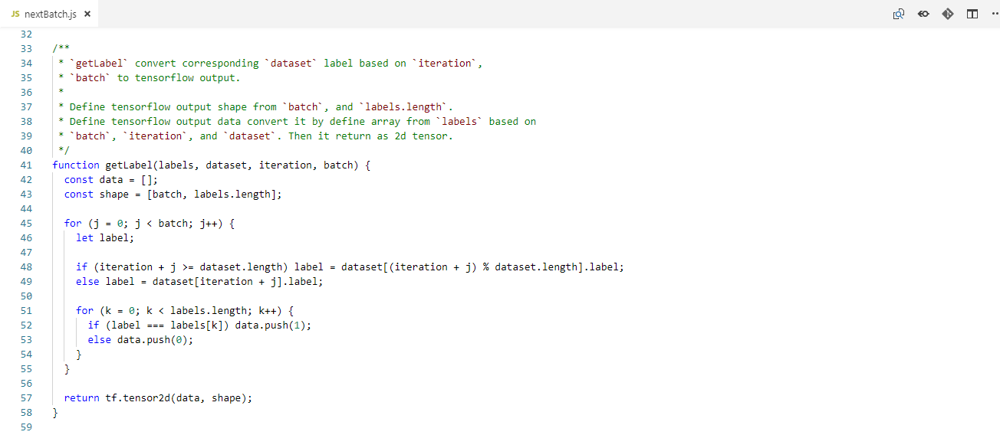 JS nextBatch.js ×
32
33 /**
34  * `getLabel` convert corresponding `dataset` label based on `iteration`,
35  * `batch` to tensorflow output.
36  *
37  * Define tensorflow output shape from `batch`, and `labels.length`.
38  * Define tensorflow output data convert it by define array from `labels` based on
39  * `batch`, `iteration`, and `dataset`. Then it return as 2d tensor.
40  */
41 function getLabel(labels, dataset, iteration, batch) {
42   const data = [];
43   const shape = [batch, labels.length];
44
45   for (j = 0; j < batch; j++) {
46     let label;
47
48     if (iteration + j >= dataset.length) label = dataset[(iteration + j) % dataset.length].label;
49     else label = dataset[iteration + j].label;
50
51     for (k = 0; k < labels.length; k++) {
52       if (label === labels[k]) data.push(1);
53       else data.push(0);
54     }
55   }
56
57   return tf.tensor2d(data, shape);
58 }
59